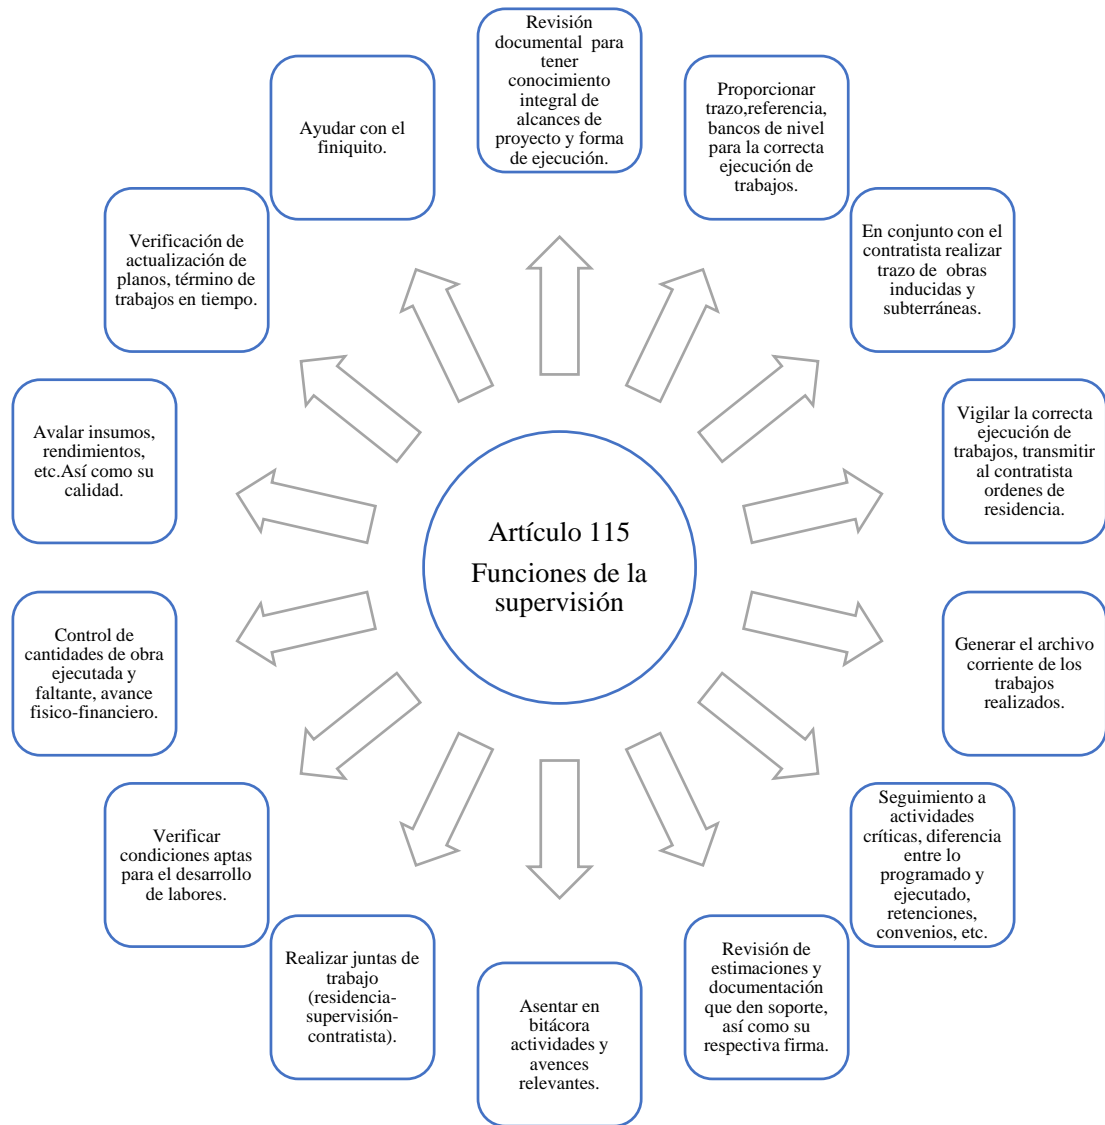 Artículo 115
Funciones de la
supervisión
Revisión
documental  para
tener
conocimiento
integral de
alcances de
proyecto y forma
de ejecución.
Proporcionar
trazo,referencia,
bancos de nivel
para la correcta
ejecución de
trabajos.
En conjunto con el
contratista realizar
trazo de  obras
inducidas y
subterráneas.
Vigilar la correcta
ejecución de
trabajos, transmitir
al contratista
ordenes de
residencia.
Generar el archivo
corriente de los
trabajos
realizados.
Seguimiento a
actividades
críticas, diferencia
entre lo
programado y
ejecutado,
retenciones,
convenios, etc.
Revisión de
estimaciones y
documentación
que den soporte,
así como su
respectiva firma.
Asentar en
bitácora
actividades y
avences
relevantes.
Realizar juntas de
trabajo
(residencia-
supervisión-
contratista).
Verificar
condiciones aptas
para el desarrollo
de labores.
Control de
cantidades de obra
ejecutada y
faltante, avance
fisico-financiero.
Avalar insumos,
rendimientos,
etc.Así como su
calidad.
Verificación de
actualización de
planos, término de
trabajos en tiempo.
Ayudar con el
finiquito.